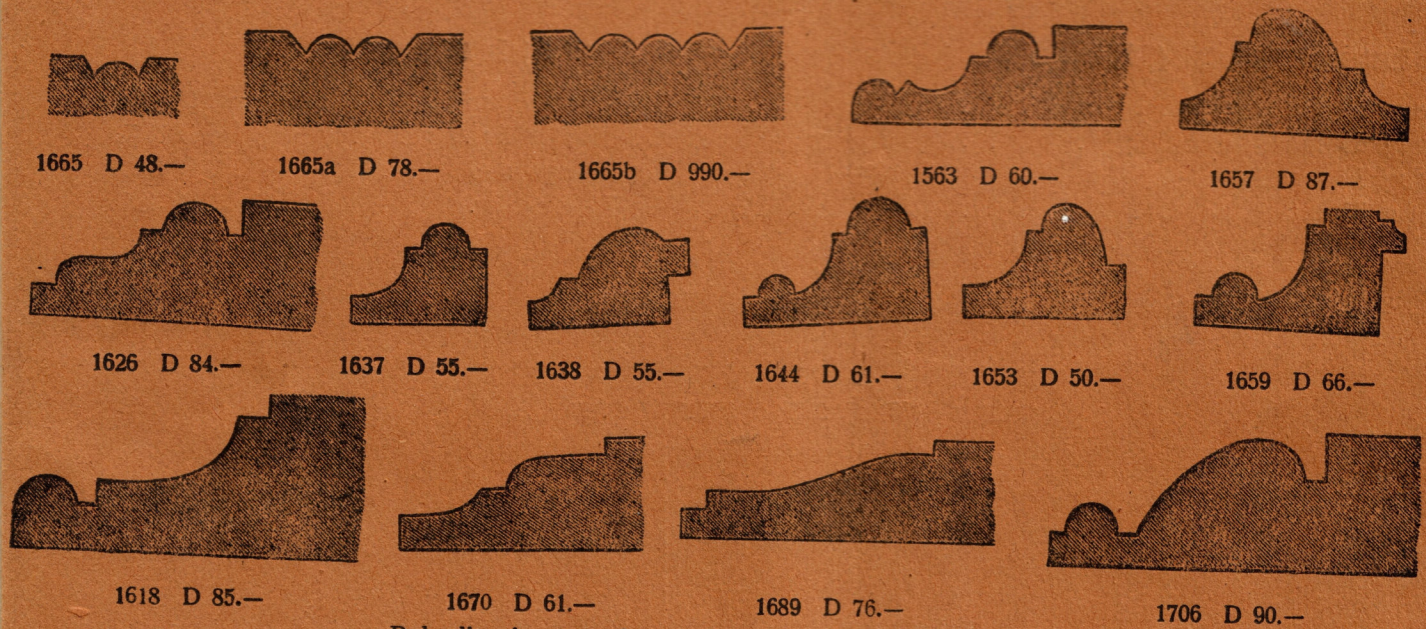 1665 D 48.— 1665a D 78.— 1665b D 990.— 1563 D 60.— 1657 D 87.—
1626 D 84.— 1637 D 55.— 1638 D 55.— 1644 D 61.— 1653 D 50.— 1659 D 66.—
1618 D 85.— 1670 D 61.— 1689 D 76.— 1706 D 90.—